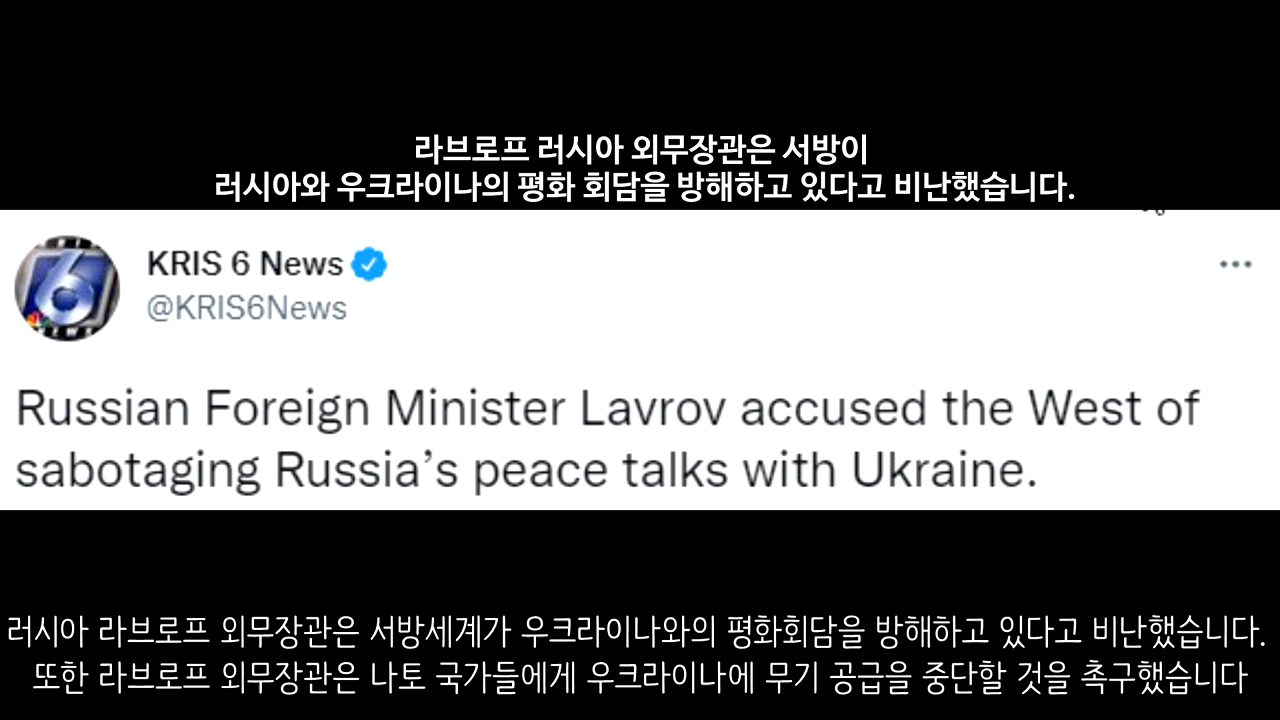 라브로프 러시아 외무장관은 서방이
러시아와 우크라이나의 평화 회담을 방해하고 있다고 비난했습니다.
6
KRIS 6 News
@KRIS6News
Russian Foreign Minister Lavrov accused the West of
sabotaging Russia’s peace talks with Ukraine.
러시아 라브로프 외무장관은 서방세계가 우크라이나와의 평화회담을 방해하고 있다고 비난했습니다.
또한 라브로프 외무장관은 나토 국가들에게 우크라이나에 무기 공급을 중단할 것을 촉구했습니다